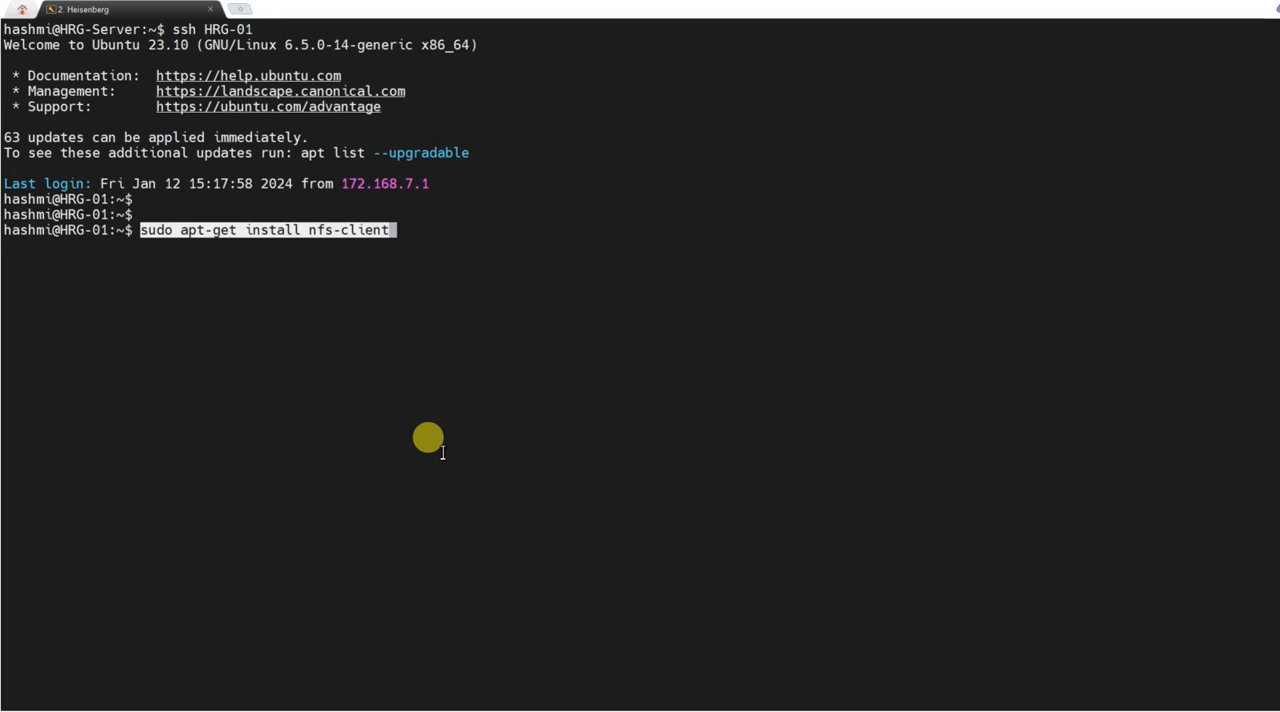 2. Heisenberg
hashmi@HRG-Server:~$ ssh HRG-01
Welcome to Ubuntu 23.10 (GNU/Linux 6.5.0-14-generic x86_64)
* Documentation: https://help.ubuntu.com
* Management: https://landscape.canonical.com
* Support: https://ubuntu.com/advantage
63 updates can be applied immediately.
To see these additional updates run: apt list --upgradable
Last login: Fri Jan 12 15:17:58 2024 from 172.168.7.1
hashmi@HRG-01:~$
hashmi@HRG-01:~$
hashmi@HRG-01:~$ sudo apt-get install nfs-client